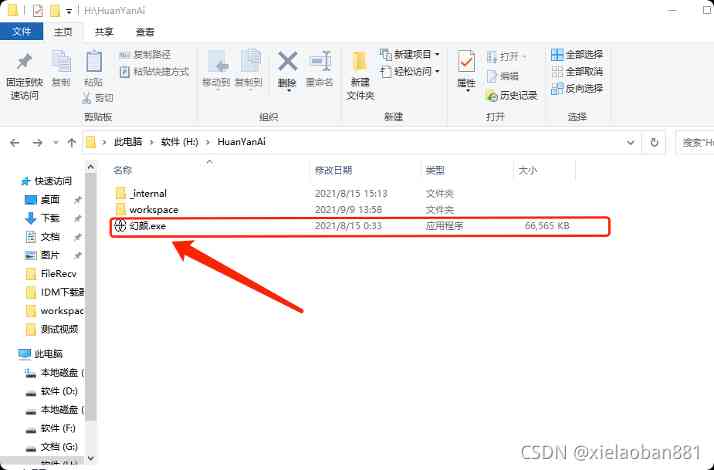 H:\HuanYanAi
文件 主页 共享 查看
固定到快速访问
复制
粘贴
复制路径
粘贴快捷方式
剪切
移动到 复制到
删除 重命名
新建文件夹
新建项目
轻松访问
属性
打开
编辑
历史记录
全部选择
全部取消
反向选择
剪贴板 组织 新建 打开 选择
此电脑 软件 (H:) HuanYanAi
搜索"H
名称 修改日期 类型 大小
快速访问
_internal 2021/8/15 15:13 文件夹
桌面
workspace 2021/9/9 13:58 文件夹
下载
幻颜.exe 2021/8/15 0:33 应用程序 66,565 KB
文档
图片
FileRecv
IDM下载
workspac
测试视频
此电脑
本地磁盘
软件 (D:)
本地磁盘
软件 (F:)
文档 (G:)
CSDN @xielaoban881